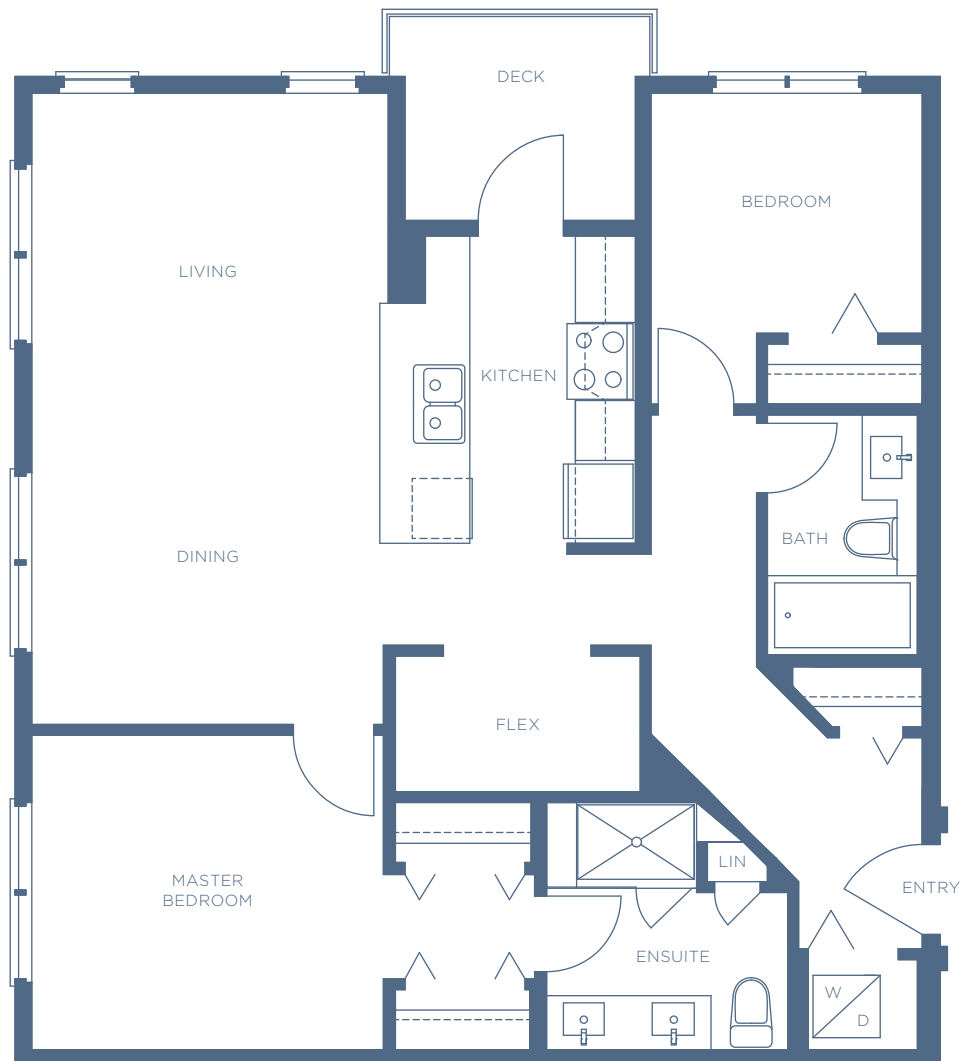 DECK
BEDROOM
LIVING
KITCHEN
BATH
DINING
FLEX
LIN
MASTER
BEDROOM
ENTRY
ENSUITE
W
D